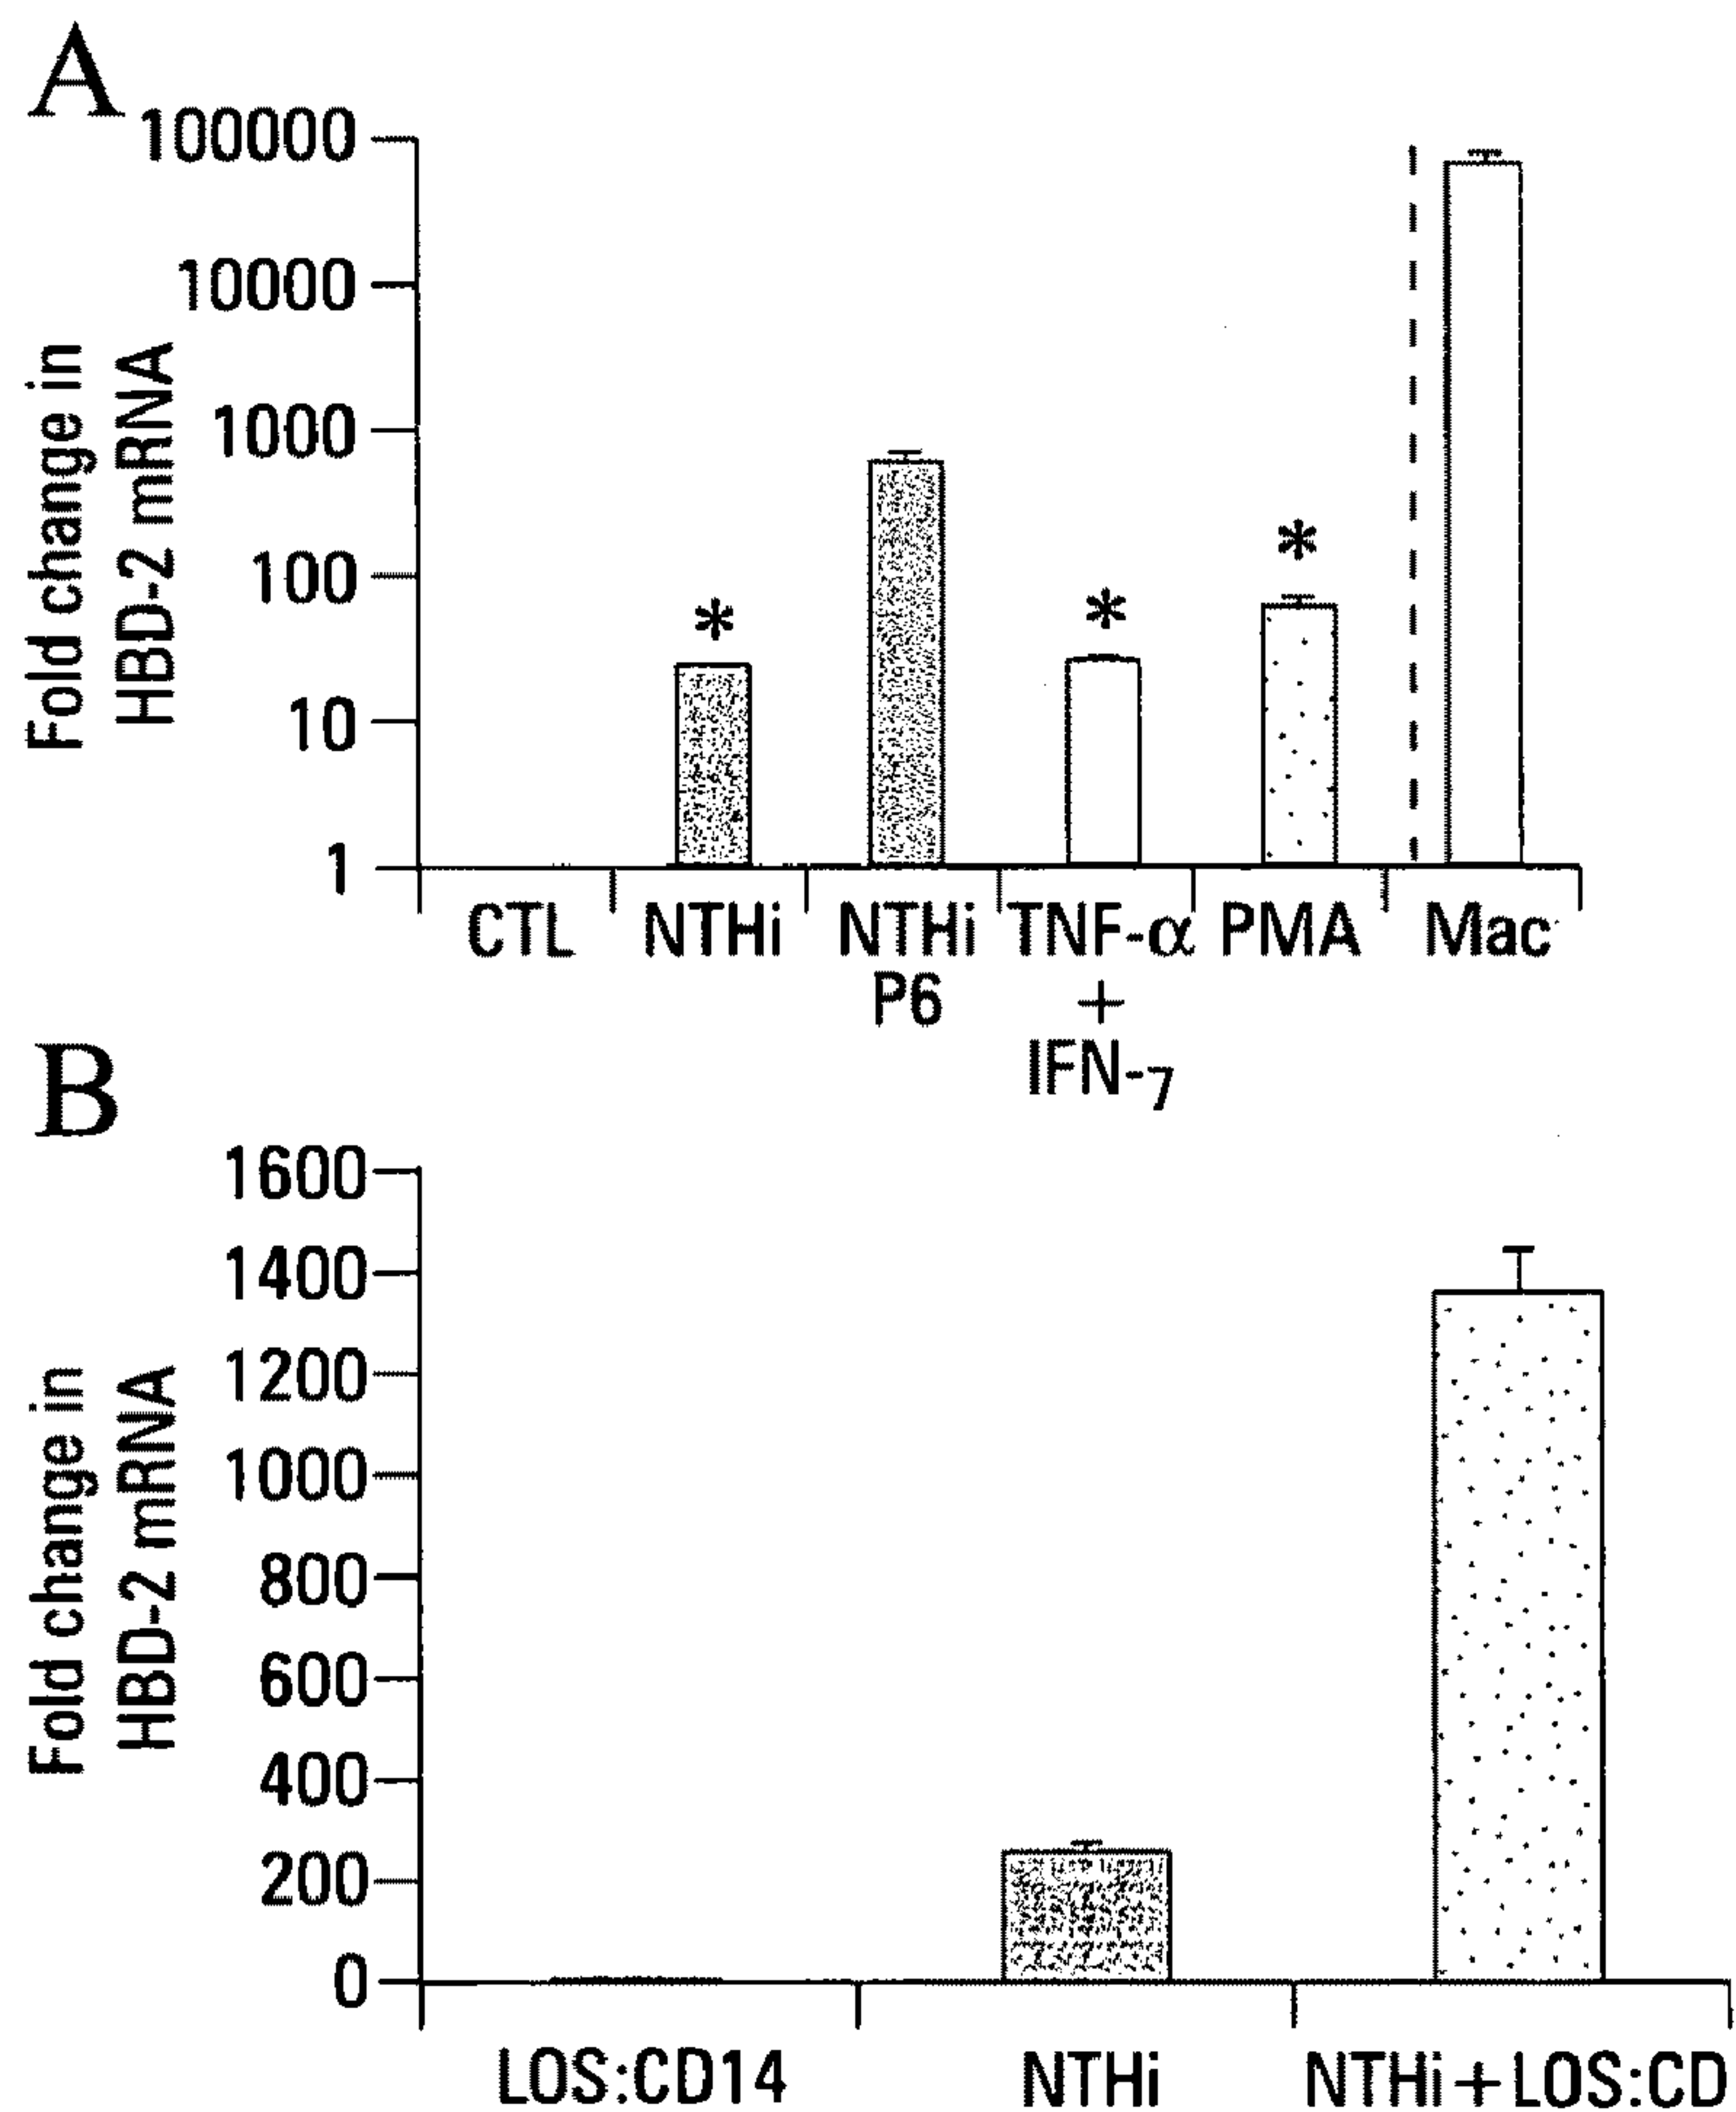 A
100000
10000
1000
100
10
1
Fold change in
HBD-2 mRNA
*
*
*
CTL NTHi NTHi TNF-α PMA Mac
P6 +
IFN-7
B
1600
1400
1200
1000
800
600
400
200
0
Fold change in
HBD-2 mRNA
LOS:CD14 NTHi NTHi+LOS:CD